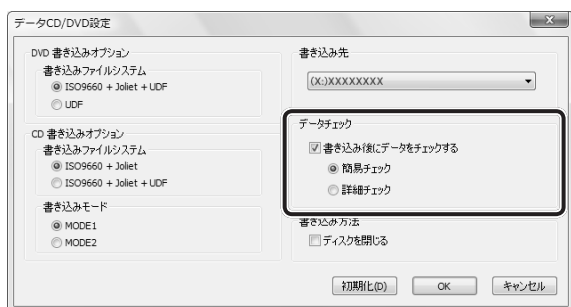 データCD/DVD設定
DVD 書き込みオプション
書き込みファイルシステム
ISO9660 + Joliet + UDF
UDF
CD 書き込みオプション
書き込みファイルシステム
ISO9660 + Joliet
ISO9660 + Joliet + UDF
書き込みモード
MODE1
MODE2
書き込み先
(X:)XXXXXXXX
データチェック
書き込み後にデータをチェックする
簡易チェック
詳細チェック
書き込み方法
ディスクを閉じる
初期化(D)
OK
キャンセル